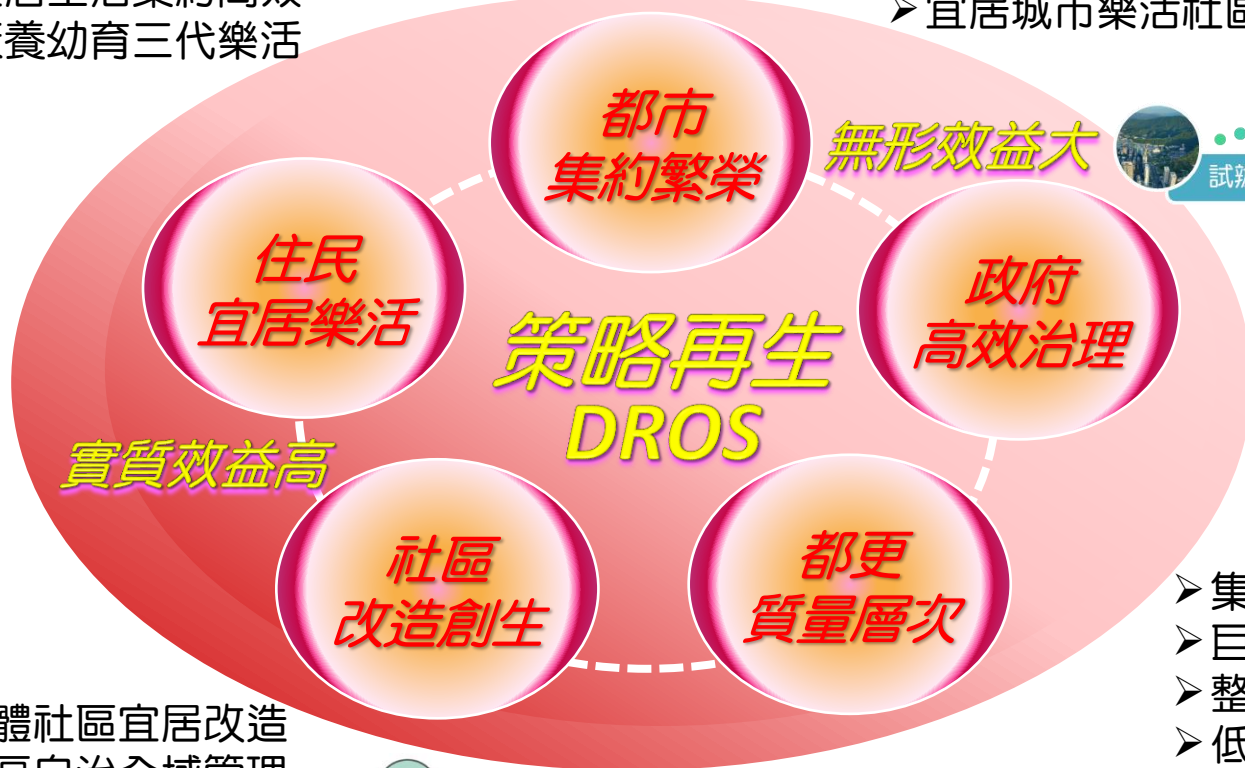 養幼育三代樂活
宜居城市樂活社區
都市
集約繁榮
無形效益大
試辦
住民
宜居樂活
政府
高效治理
策略再生
DROS
實質效益高
社區
改造創生
都更
質量層次
集
巨
整
低
體社區宜居改造